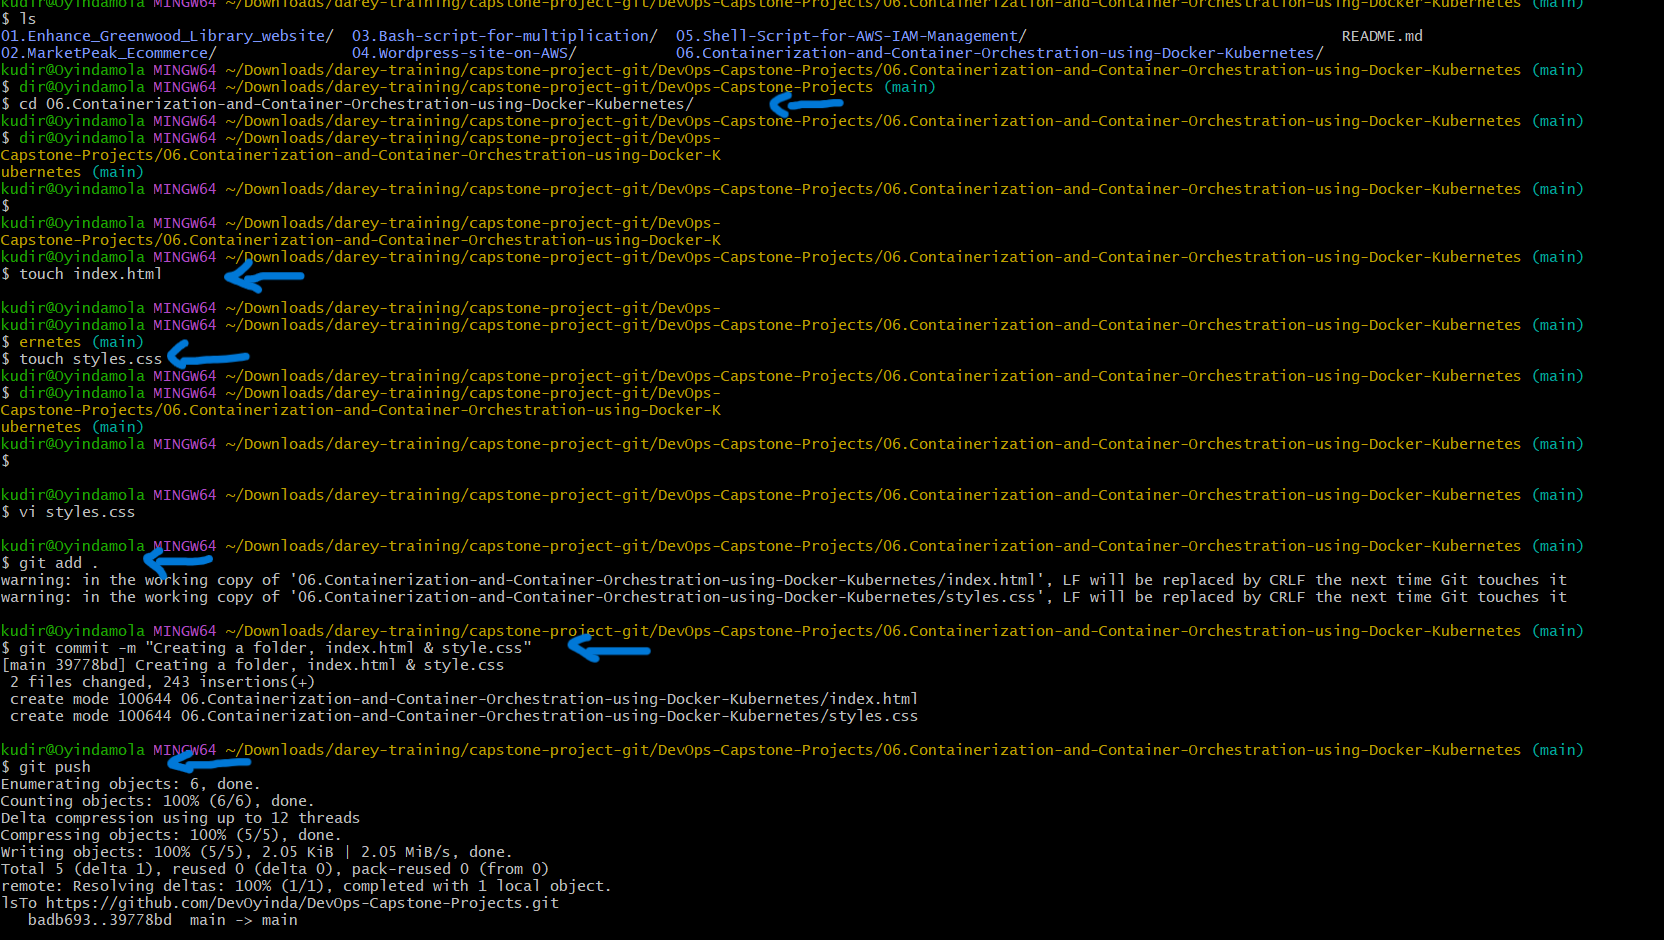 kudir@Oyindamola MINGW64 ~/Downloads/darey-training/capstone-project-git/DevOps-Capstone-Projects/06.Containerization-and-Container-Orchestration-using-Docker-Kubernetes (main)
$ ls
01.Enhance_Greenwood_Library_website/ 03.Bash-script-for-multiplication/ 05.Shell-Script-for-AWS-IAM-Management/ README.md
02.MarketPeak_Ecommerce/ 04.Wordpress-site-on-AWS/ 06.Containerization-and-Container-Orchestration-using-Docker-Kubernetes/
kudir@Oyindamola MINGW64 ~/Downloads/darey-training/capstone-project-git/DevOps-Capstone-Projects/06.Containerization-and-Container-Orchestration-using-Docker-Kubernetes (main)
$ dir@Oyindamola MINGW64 ~/Downloads/darey-training/capstone-project-git/DevOps-Capstone-Projects (main)
$ cd 06.Containerization-and-Container-Orchestration-using-Docker-Kubernetes/
kudir@Oyindamola MINGW64 ~/Downloads/darey-training/capstone-project-git/DevOps-Capstone-Projects/06.Containerization-and-Container-Orchestration-using-Docker-Kubernetes (main)
$ dir@Oyindamola MINGW64 ~/Downloads/darey-training/capstone-project-git/DevOps-
Capstone-Projects/06.Containerization-and-Container-Orchestration-using-Docker-K
ubernetes (main)
kudir@Oyindamola MINGW64 ~/Downloads/darey-training/capstone-project-git/DevOps-Capstone-Projects/06.Containerization-and-Container-Orchestration-using-Docker-Kubernetes (main)
$
kudir@Oyindamola MINGW64 ~/Downloads/darey-training/capstone-project-git/DevOps-
Capstone-Projects/06.Containerization-and-Container-Orchestration-using-Docker-K
kudir@Oyindamola MINGW64 ~/Downloads/darey-training/capstone-project-git/DevOps-Capstone-Projects/06.Containerization-and-Container-Orchestration-using-Docker-Kubernetes (main)
$ touch index.html
kudir@Oyindamola MINGW64 ~/Downloads/darey-training/capstone-project-git/DevOps-
kudir@Oyindamola MINGW64 ~/Downloads/darey-training/capstone-project-git/DevOps-Capstone-Projects/06.Containerization-and-Container-Orchestration-using-Docker-Kubernetes (main)
$ ernetes (main)
$ touch styles.css
kudir@Oyindamola MINGW64 ~/Downloads/darey-training/capstone-project-git/DevOps-Capstone-Projects/06.Containerization-and-Container-Orchestration-using-Docker-Kubernetes (main)
$ dir@Oyindamola MINGW64 ~/Downloads/darey-training/capstone-project-git/DevOps-
Capstone-Projects/06.Containerization-and-Container-Orchestration-using-Docker-K
ubernetes (main)
kudir@Oyindamola MINGW64 ~/Downloads/darey-training/capstone-project-git/DevOps-Capstone-Projects/06.Containerization-and-Container-Orchestration-using-Docker-Kubernetes (main)
$
kudir@Oyindamola MINGW64 ~/Downloads/darey-training/capstone-project-git/DevOps-Capstone-Projects/06.Containerization-and-Container-Orchestration-using-Docker-Kubernetes (main)
$ vi styles.css
kudir@Oyindamola MINGW64 ~/Downloads/darey-training/capstone-project-git/DevOps-Capstone-Projects/06.Containerization-and-Container-Orchestration-using-Docker-Kubernetes (main)
$ git add .
warning: in the working copy of '06.Containerization-and-Container-Orchestration-using-Docker-Kubernetes/index.html', LF will be replaced by CRLF the next time Git touches it
warning: in the working copy of '06.Containerization-and-Container-Orchestration-using-Docker-Kubernetes/styles.css', LF will be replaced by CRLF the next time Git touches it
kudir@Oyindamola MINGW64 ~/Downloads/darey-training/capstone-project-git/DevOps-Capstone-Projects/06.Containerization-and-Container-Orchestration-using-Docker-Kubernetes (main)
$ git commit -m "Creating a folder, index.html & style.css"
[main 39778bd] Creating a folder, index.html & style.css
2 files changed, 243 insertions(+)
create mode 100644 06.Containerization-and-Container-Orchestration-using-Docker-Kubernetes/index.html
create mode 100644 06.Containerization-and-Container-Orchestration-using-Docker-Kubernetes/styles.css
kudir@Oyindamola MINGW64 ~/Downloads/darey-training/capstone-project-git/DevOps-Capstone-Projects/06.Containerization-and-Container-Orchestration-using-Docker-Kubernetes (main)
$ git push
Enumerating objects: 6, done.
Counting objects: 100% (6/6), done.
Delta compression using up to 12 threads
Compressing objects: 100% (5/5), done.
Writing objects: 100% (5/5), 2.05 KiB | 2.05 MiB/s, done.
Total 5 (delta 1), reused 0 (delta 0), pack-reused 0 (from 0)
remote: Resolving deltas: 100% (1/1), completed with 1 local object.
lsTo https://github.com/DevOyinda/DevOps-Capstone-Projects.git
badb693..39778bd main -> main